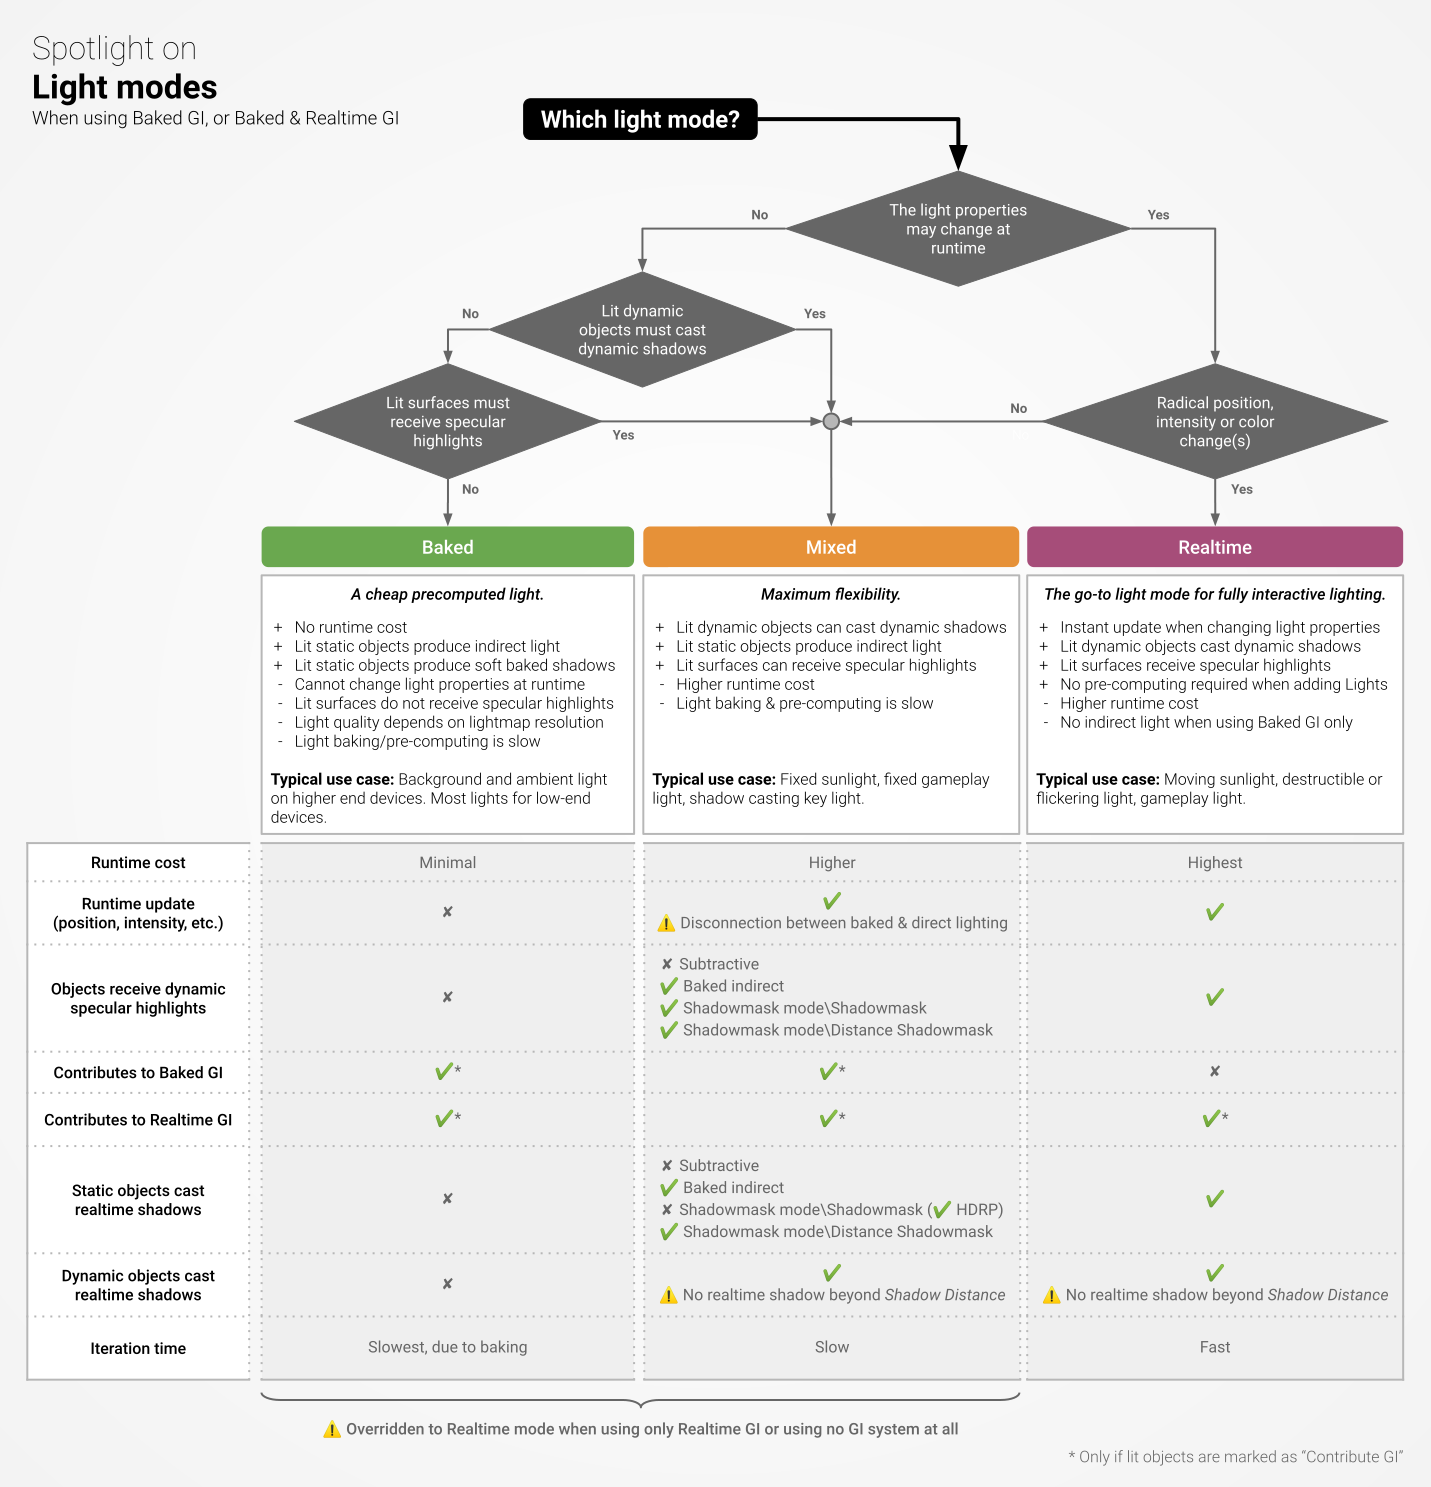 Spotlight on
Light modes
When using Baked GI, or Baked & Realtime GI
Which light mode?
The light properties
may change at
runtime
No
Yes
Lit dynamic
objects must cast
dynamic shadows
No
Yes
Lit surfaces must
receive specular
highlights
Yes
No
Radical position,
intensity or color
change(s)
No
Yes
Baked
A cheap precomputed light.
+ No runtime cost
+ Lit static objects produce indirect light
+ Lit static objects produce soft baked shadows
- Cannot change light properties at runtime
- Lit surfaces do not receive specular highlights
- Light quality depends on lightmap resolution
- Light baking/pre-computing is slow
Typical use case: Background and ambient light
on higher end devices. Most lights for low-end
devices.
Mixed
Maximum flexibility.
+ Lit dynamic objects can cast dynamic shadows
+ Lit static objects produce indirect light
+ Lit surfaces can receive specular highlights
- Higher runtime cost
- Light baking & pre-computing is slow
Typical use case: Fixed sunlight, fixed gameplay
light, shadow casting key light.
Realtime
The go-to light mode for fully interactive lighting.
+ Instant update when changing light properties
+ Lit dynamic objects cast dynamic shadows
+ Lit surfaces receive specular highlights
+ No pre-computing required when adding Lights
- Higher runtime cost
- No indirect light when using Baked GI only
Typical use case: Moving sunlight, destructible or
flickering light, gameplay light.
Runtime cost
Minimal
Higher
Highest
Runtime update
(position, intensity, etc.)
✘
✔
⚠ Disconnection between baked & direct lighting
✔
Objects receive dynamic
specular highlights
✘
✘ Subtractive
✔ Baked indirect
✔ Shadowmask mode\Shadowmask
✔ Shadowmask mode\Distance Shadowmask
✔
Contributes to Baked GI
✔*
✔*
✘
Contributes to Realtime GI
✔*
✔*
✔*
Static objects cast
realtime shadows
✘
✘ Subtractive
✔ Baked indirect
✘ Shadowmask mode\Shadowmask (✔ HDRP)
✔ Shadowmask mode\Distance Shadowmask
✔
Dynamic objects cast
realtime shadows
✘
✔
⚠ No realtime shadow beyond Shadow Distance
✔
⚠ No realtime shadow beyond Shadow Distance
Iteration time
Slowest, due to baking
Slow
Fast
⚠ Overridden to Realtime mode when using only Realtime GI or using no GI system at all
* Only if lit objects are marked as “Contribute GI”